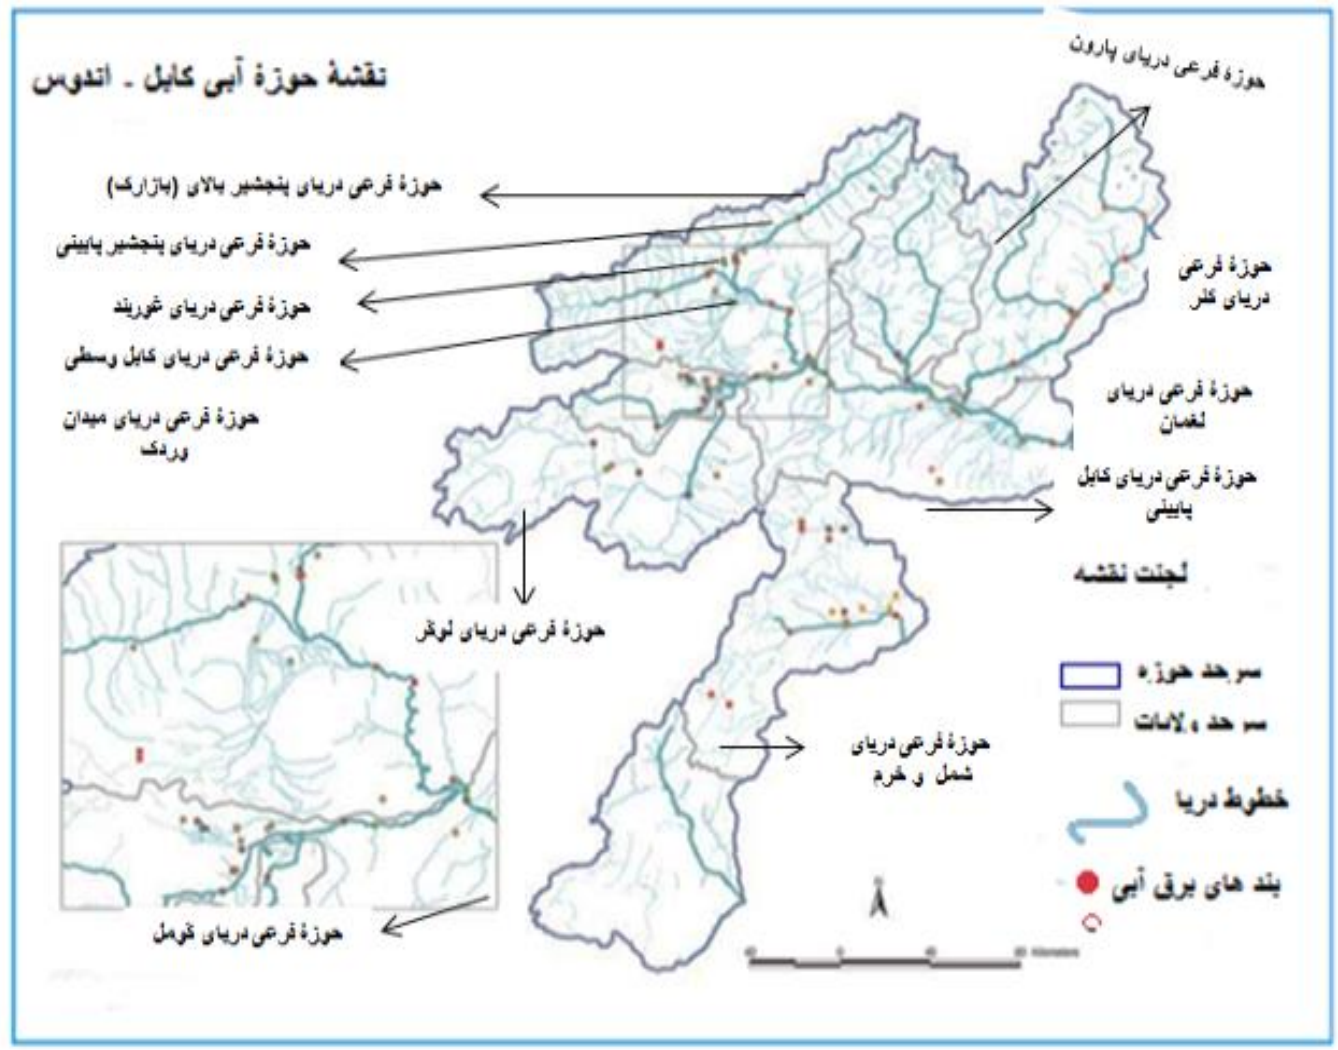 نقشهٔ حوزهٔ آبی کابل ـ اندوس
حوزهٔ فرعی دریای پارون
حوزهٔ فرعی دریای پنجشیر بالای (بازارک)
حوزهٔ فرعی دریای پنجشیر پایینی
حوزهٔ فرعی دریای غوربند
حوزهٔ فرعی دریای کابل وسطی
حوزهٔ فرعی دریای میدان
وردک
حوزهٔ فرعی
دریای کنر
حوزهٔ فرعی دریای
لغمان
حوزهٔ فرعی دریای کابل
پایینی
حوزهٔ فرعی دریای لوگر
حوزهٔ فرعی دریای
شمل و خرم
حوزهٔ فرعی دریای گومل
لجنت نقشه
سرحد حوزه
سرحد ولایات
خطوط دریا
بند های برق آبی
Kilometers